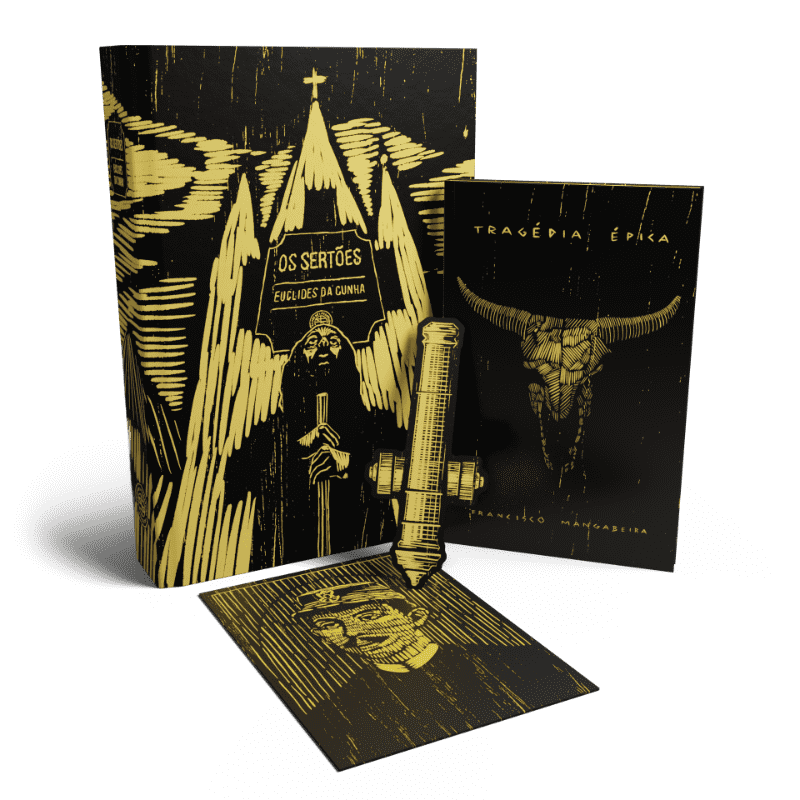 OS SERTÕES
EUCLIDES DA CUNHA
TRAGÉDIA ÉPICA
FRANCISCO MANGABEIRA